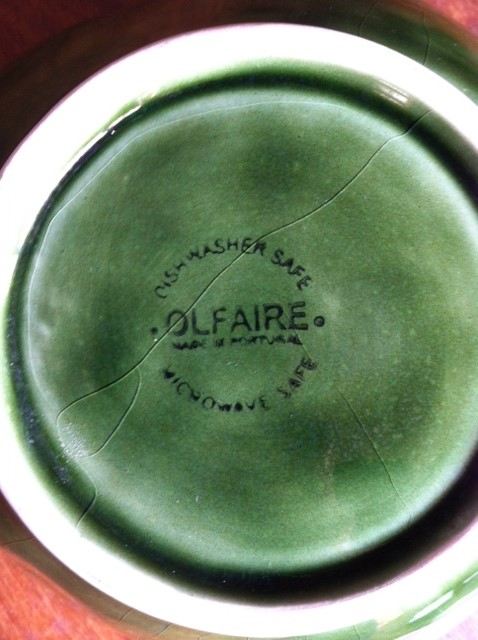 DISHWASHER SAFE
.OLFAIRE.
MADE IN PORTUGAL
MICROWAVE SAFE